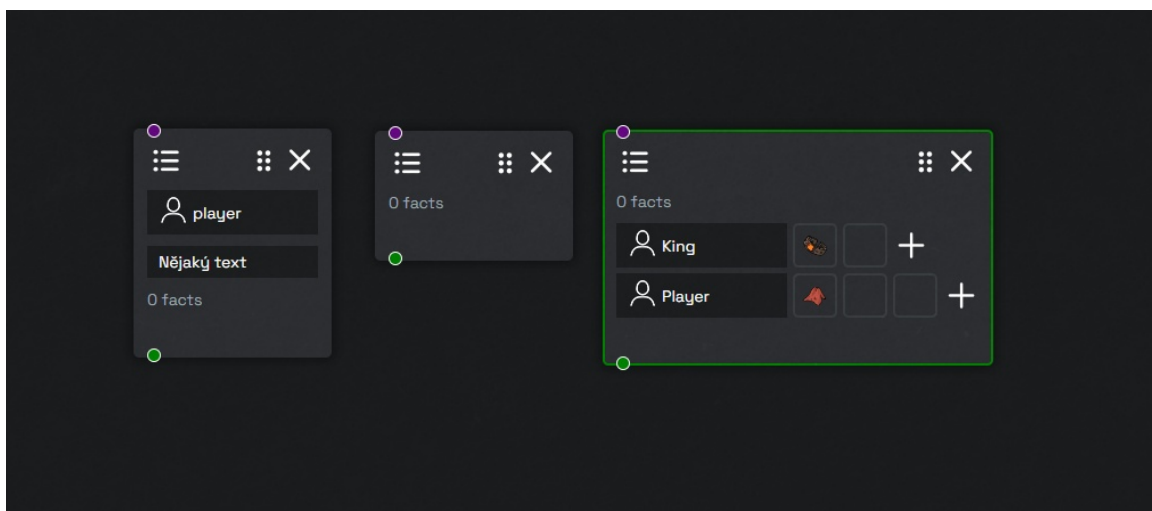 player
Nějaký text
0 facts
0 facts
0 facts
King
Player